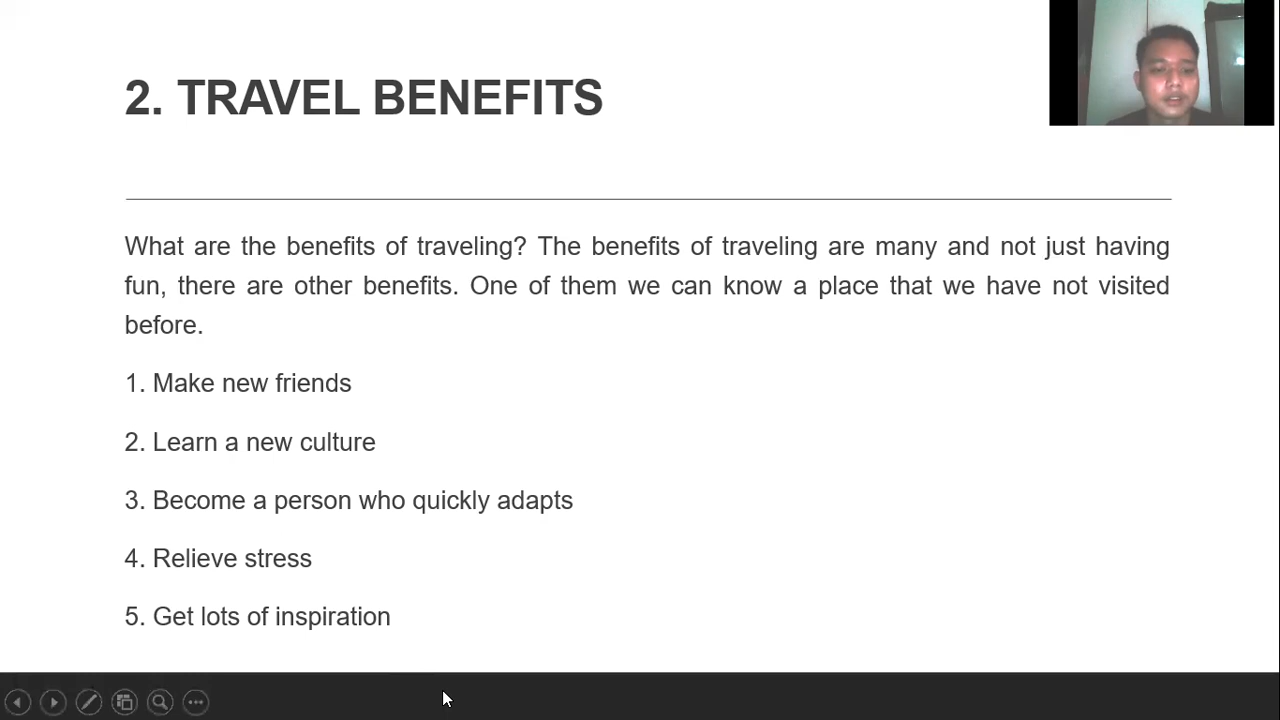 2. TRAVEL BENEFITS
What are the benefits of traveling? The benefits of traveling are many and not just having
fun, there are other benefits. One of them we can know a place that we have not visited
before.
1. Make new friends
2. Learn a new culture
3. Become a person who quickly adapts
4. Relieve stress
5. Get lots of inspiration